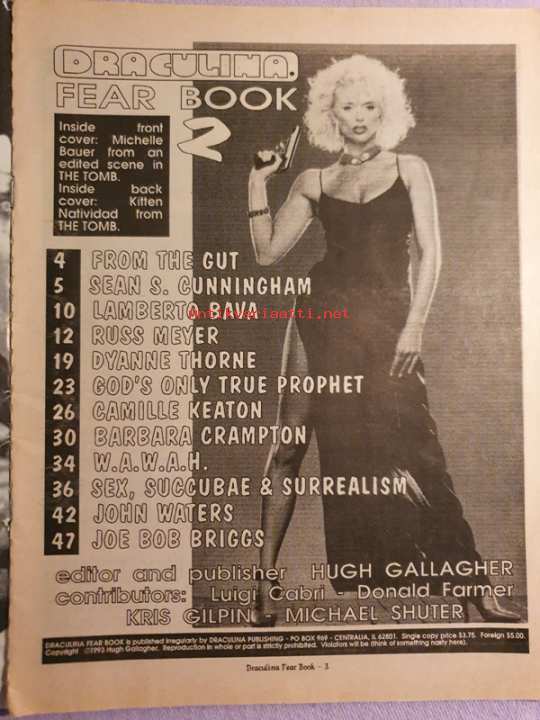 DRACULINA
FEAR BOOK
2
Inside front
cover: Michelle
Bauer from an
edited scene in
THE TOMB.
Inside back
cover: Kitten
Natividad from
THE TOMB.
4 FROM THE GUT
5 SEAN S. CUNNINGHAM
10 LAMBERTO BAVA
Antikvariaatti.net
12 RUSS MEYER
19 DYANNE THORNE
23 GOD'S ONLY TRUE PROPHET
26 CAMILLE KEATON
30 BARBARA CRAMPTON
34 W.A.W.A.H.
36 SEX, SUCCUBAE & SURREALISM
42 JOHN WATERS
47 JOE BOB BRIGGS
editor and publisher HUGH GALLAGHER
contributors: Luigi Cabri - Donald Farmer
KRIS GILPIN MICHAEL SHUTER
DRACULINA FEAR BOOK is published irregularly by DRACULINA PUBLISHING - PO BOX 969 - CENTRALIA, IL 62801. Single copy price $3.75. Foreign $5.00.
Copyright ©1993 Hugh Gallagher. Reproduction in whole or part is strictly prohibited. Violators will be (think of something nasty here).
Draculina Fear Book - 3